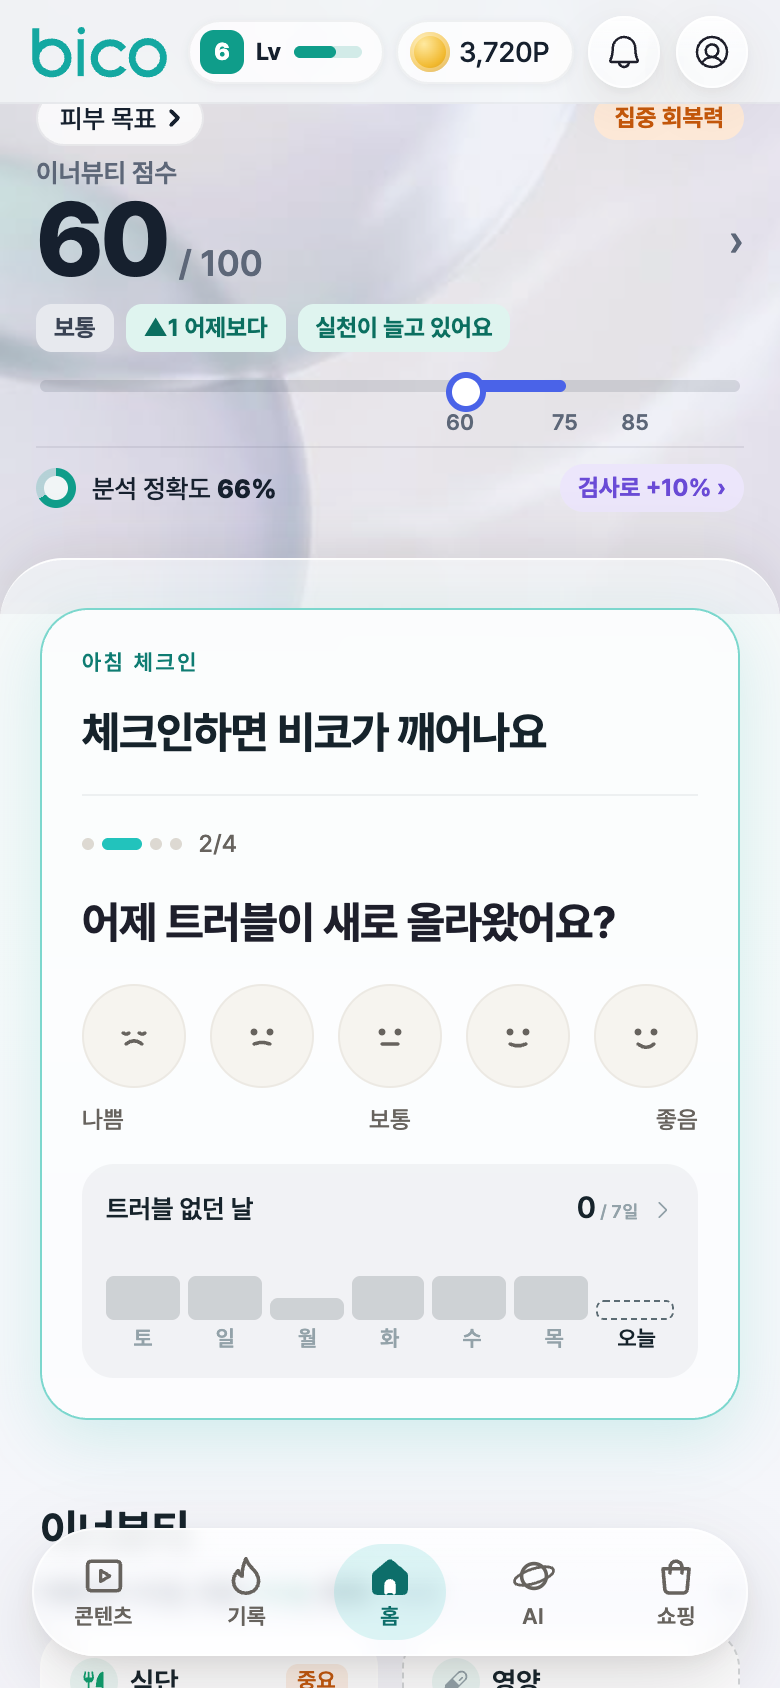 bico
6 Lv
3,720P
피부 목표 >
집중 회복력
이너뷰티 점수
60 / 100
보통
▲1 어제보다
실천이 늘고 있어요
60 75 85
분석 정확도 66%
검사로 +10% ›
아침 체크인
체크인하면 비코가 깨어나요
2/4
어제 트러블이 새로 올라왔어요?
나쁨 보통 좋음
트러블 없던 날
0 / 7일
토 일 월 화 수 목 오늘
이너뷰티
콘텐츠 기록 홈 AI 쇼핑
식단 중요 영양